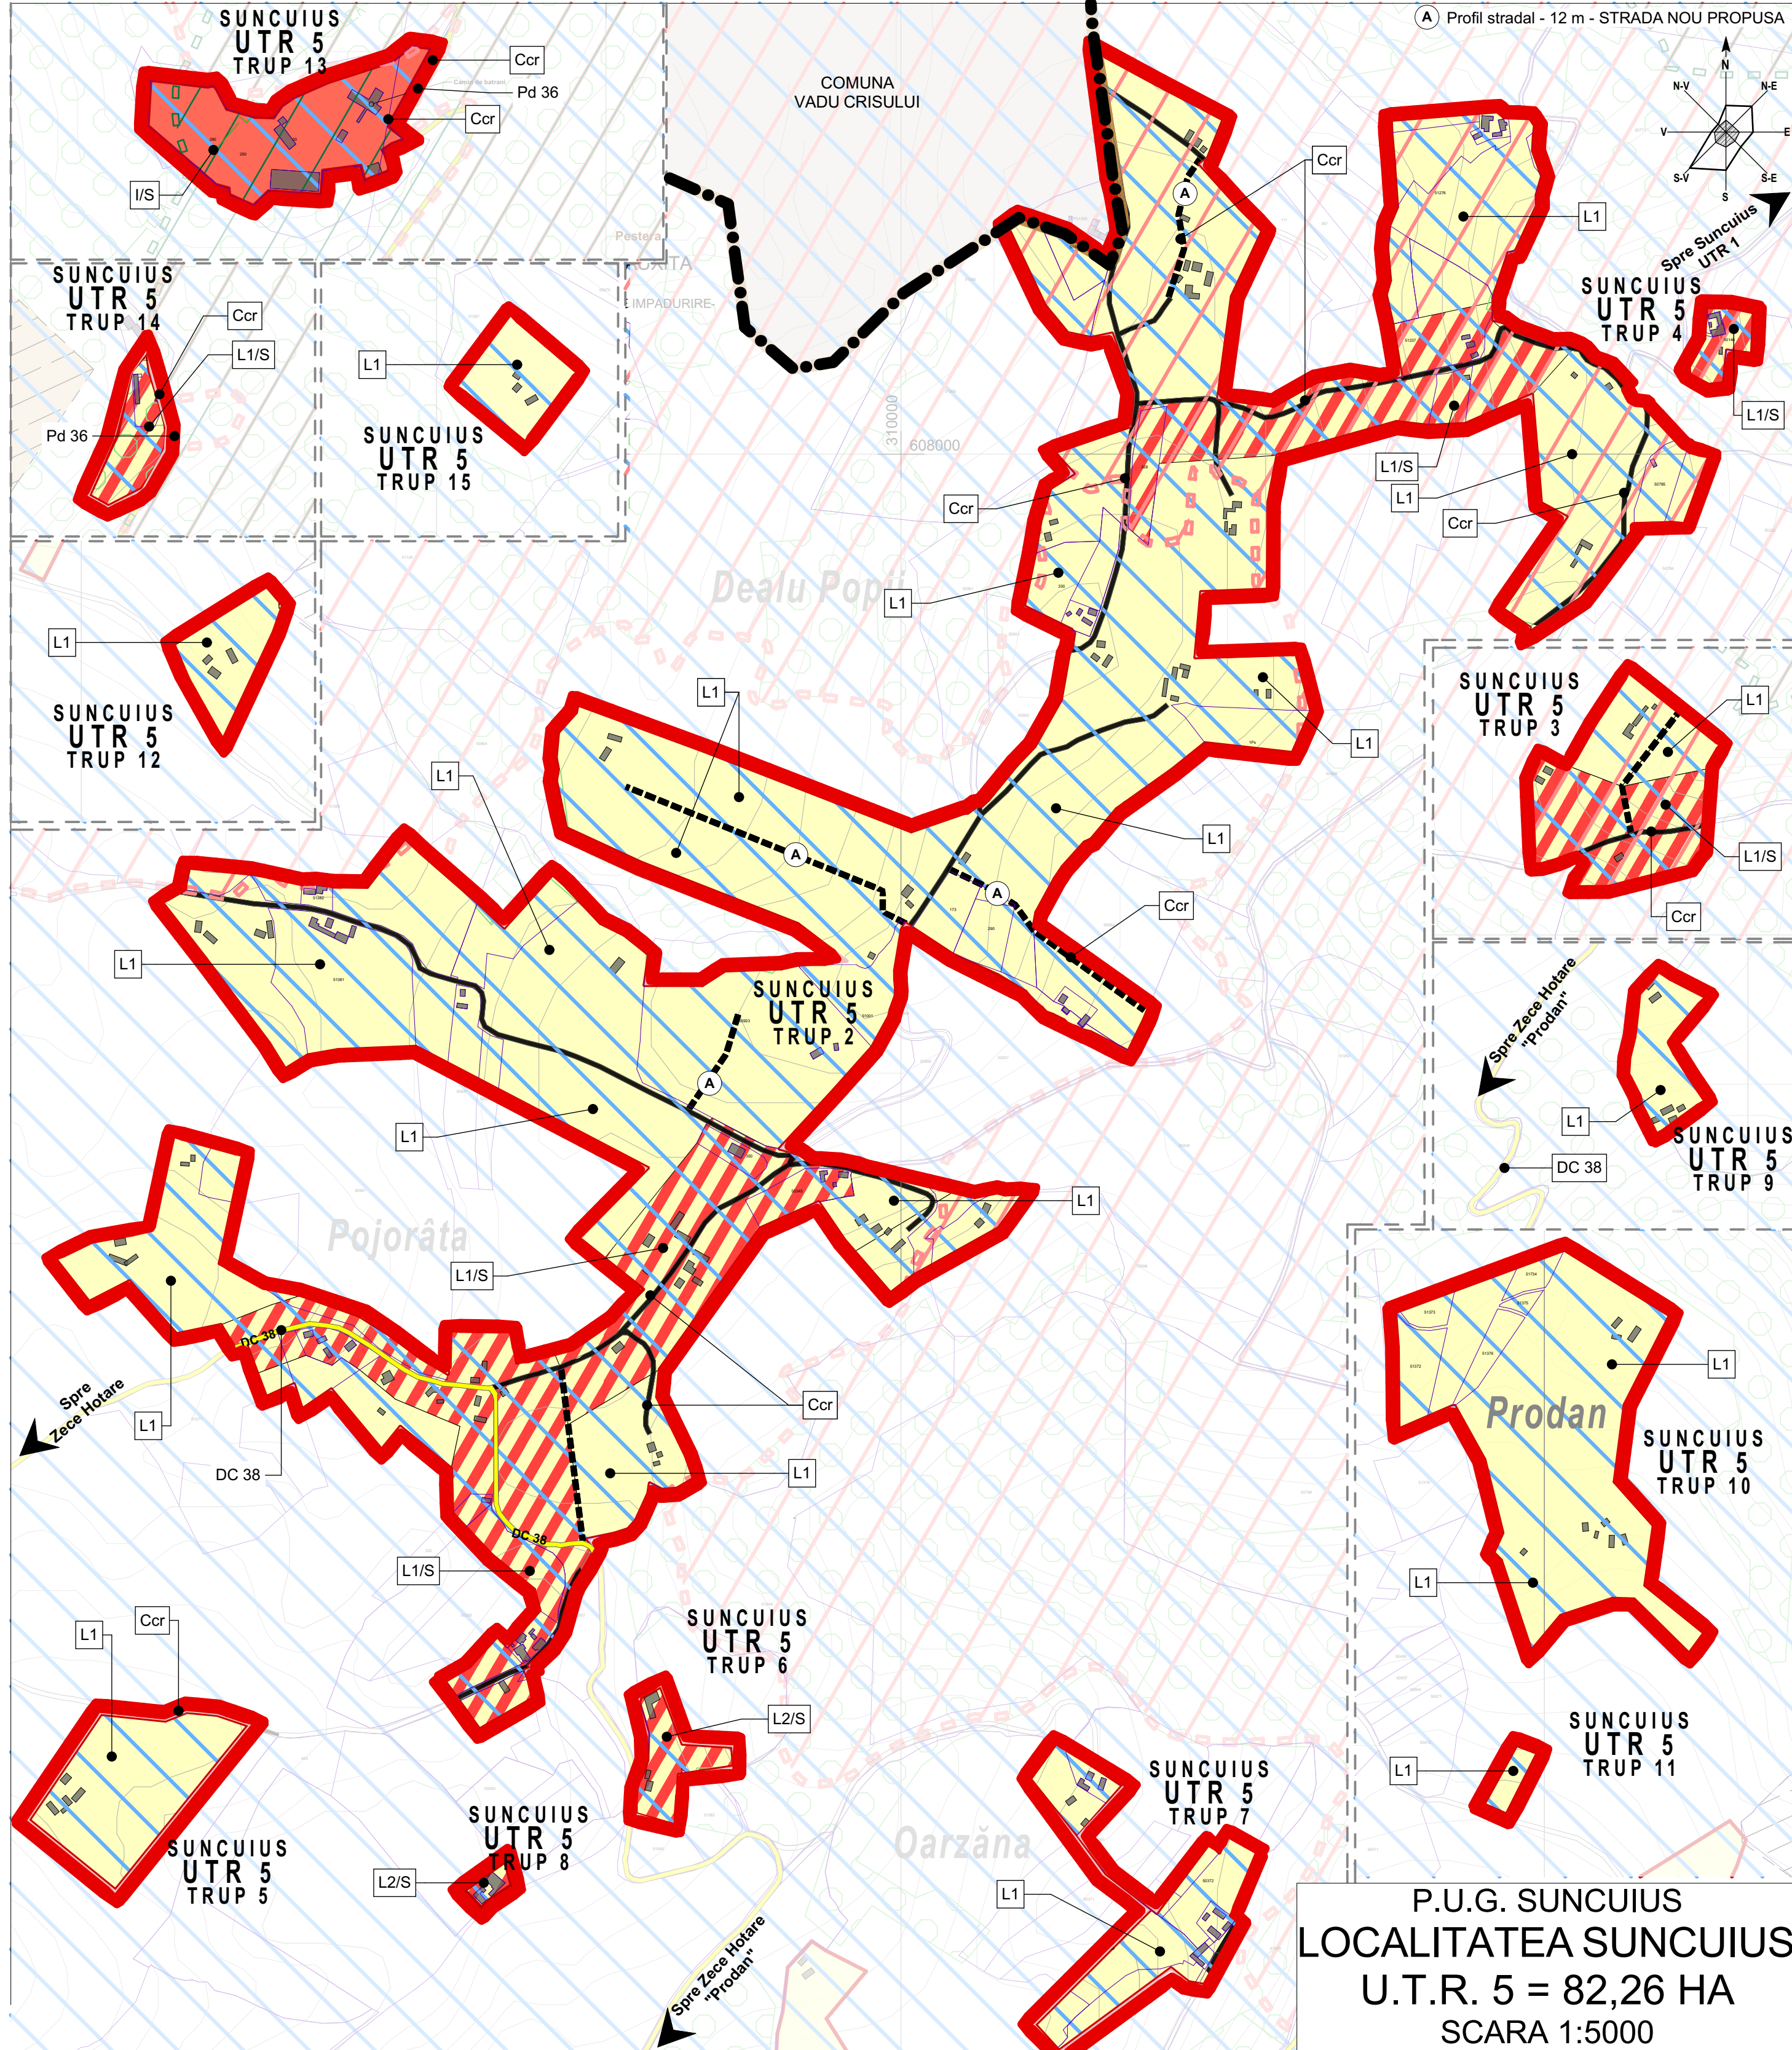 A Profil stradal - 12 m - STRADA NOU PROPUSA
N
N-V
N-E
V
E
S-V
S-E
S
SUNCUIUS
UTR 5
TRUP 13
Ccr
Pd 36
Ccr
I/S
Camin de batrani
COMUNA
VADU CRISULUI
Pestera
IMPADURIRE-
310000
608000
Ccr
A
L1
Spre Suncuius
UTR 1
SUNCUIUS
UTR 5
TRUP 4
L1/S
SUNCUIUS
UTR 5
TRUP 14
Ccr
L1/S
Pd 36
L1
SUNCUIUS
UTR 5
TRUP 15
L1/S
L1
Ccr
Ccr
L1
Dealu Popii
L1
SUNCUIUS
UTR 5
TRUP 12
L1
L1
L1
A
A
Ccr
SUNCUIUS
UTR 5
TRUP 3
L1
L1/S
Ccr
L1
L1
SUNCUIUS
UTR 5
TRUP 2
A
L1
L1
Spre Zece Hotare
"Prodan"
L1
DC 38
SUNCUIUS
UTR 5
TRUP 9
Pojorâta
L1/S
DC 38
Spre
Zece Hotare
L1
DC 38
Ccr
L1
DC 38
L1/S
L1
Prodan
SUNCUIUS
UTR 5
TRUP 10
L1
L1
Ccr
SUNCUIUS
UTR 5
TRUP 5
SUNCUIUS
UTR 5
TRUP 6
L2/S
SUNCUIUS
UTR 5
TRUP 8
L2/S
SUNCUIUS
UTR 5
TRUP 7
Oarzăna
L1
SUNCUIUS
UTR 5
TRUP 11
L1
Spre Zece Hotare
"Prodan"
P.U.G. SUNCUIUS
LOCALITATEA SUNCUIUS
U.T.R. 5 = 82,26 HA
SCARA 1:5000